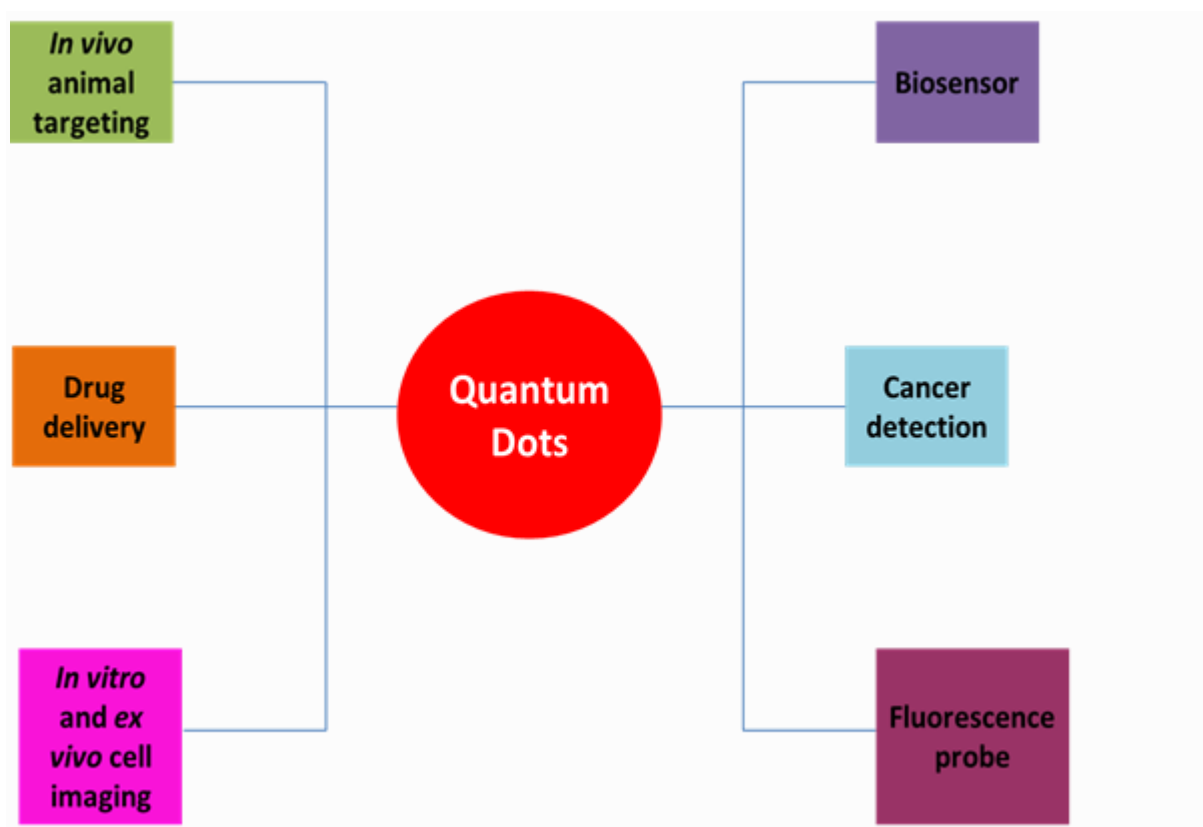 In vivo
animal
targeting
Biosensor
Drug
delivery
Quantum
Dots
Cancer
detection
In vitro
and ex
vivo cell
imaging
Fluorescence
probe